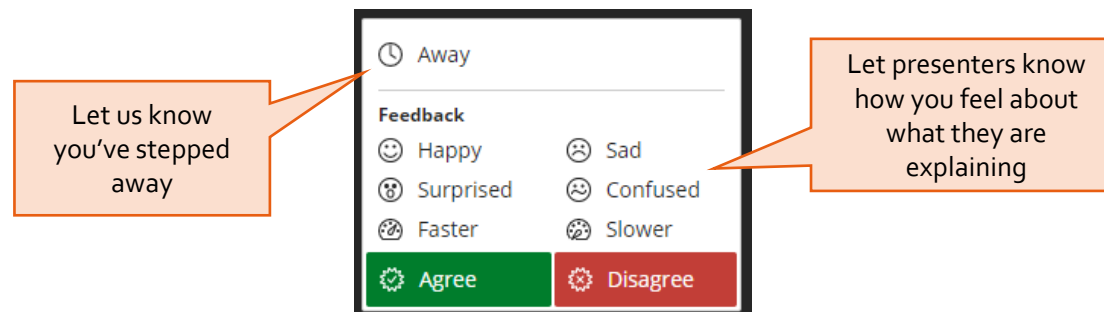 Let us know
you've stepped
away
Away
Feedback
Happy
Sad
Surprised
Confused
Faster
Slower
Agree
Disagree
Let presenters know
how you feel about
what they are
explaining